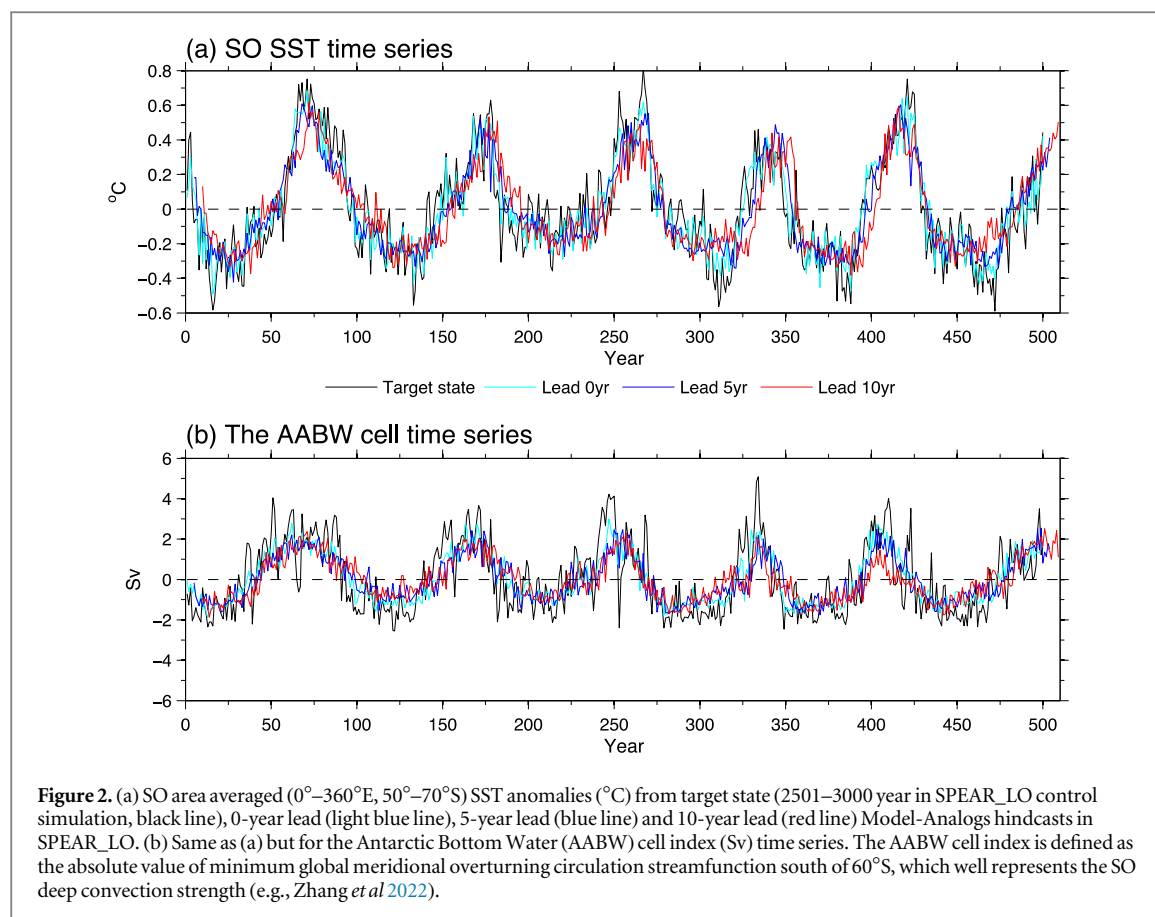 (a) SO SST time series
0.8
0.6
0.4
0.2
0
−0.2
−0.4
−0.6
°C
0 50 100 150 200 250 300 350 400 450 500
Year
Target state Lead 0yr Lead 5yr Lead 10yr
(b) The AABW cell time series
6
4
2
0
−2
−4
−6
Sv
0 50 100 150 200 250 300 350 400 450 500
Year
Figure 2. (a) SO area averaged (0°–360°E, 50°–70°S) SST anomalies (°C) from target state (2501–3000 year in SPEAR_LO control
simulation, black line), 0-year lead (light blue line), 5-year lead (blue line) and 10-year lead (red line) Model-Analogs hindcasts in
SPEAR_LO. (b) Same as (a) but for the Antarctic Bottom Water (AABW) cell index (Sv) time series. The AABW cell index is defined as
the absolute value of minimum global meridional overturning circulation streamfunction south of 60°S, which well represents the SO
deep convection strength (e.g., Zhang et al 2022).